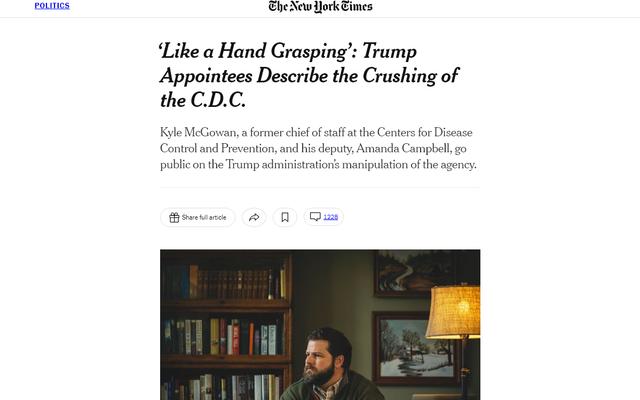 POLITICS
The New York Times
‘Like a Hand Grasping’: Trump
Appointees Describe the Crushing of
the C.D.C.
Kyle McGowan, a former chief of staff at the Centers for Disease
Control and Prevention, and his deputy, Amanda Campbell, go
public on the Trump administration’s manipulation of the agency.
Share full article
1228